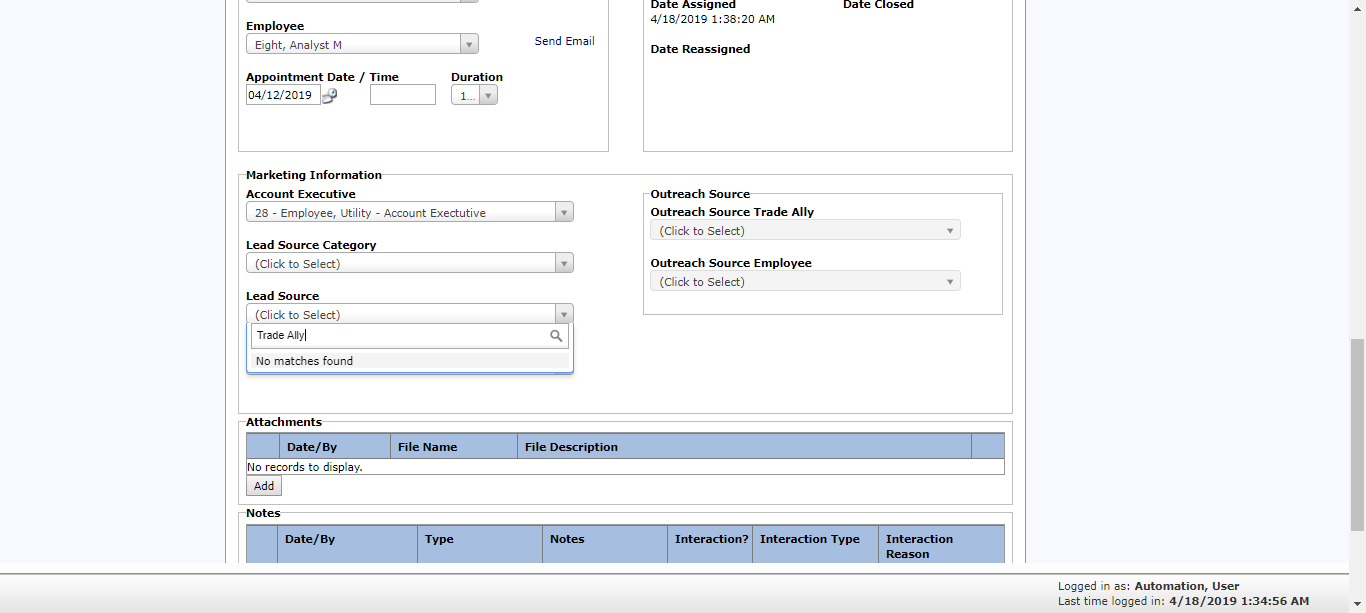 Employee
Eight, Analyst M
Send Email
Appointment Date / Time
Duration
04/12/2019
1...
Date Assigned
Date Closed
4/18/2019 1:38:20 AM
Date Reassigned
Marketing Information
Account Executive
28 - Employee, Utility - Account Exectutive
Lead Source Category
(Click to Select)
Lead Source
(Click to Select)
Trade Ally
No matches found
Outreach Source
Outreach Source Trade Ally
(Click to Select)
Outreach Source Employee
(Click to Select)
Attachments
Date/By
File Name
File Description
No records to display.
Add
Notes
Date/By
Type
Notes
Interaction?
Interaction Type
Interaction
Reason
Logged in as: Automation, User
Last time logged in: 4/18/2019 1:34:56 AM